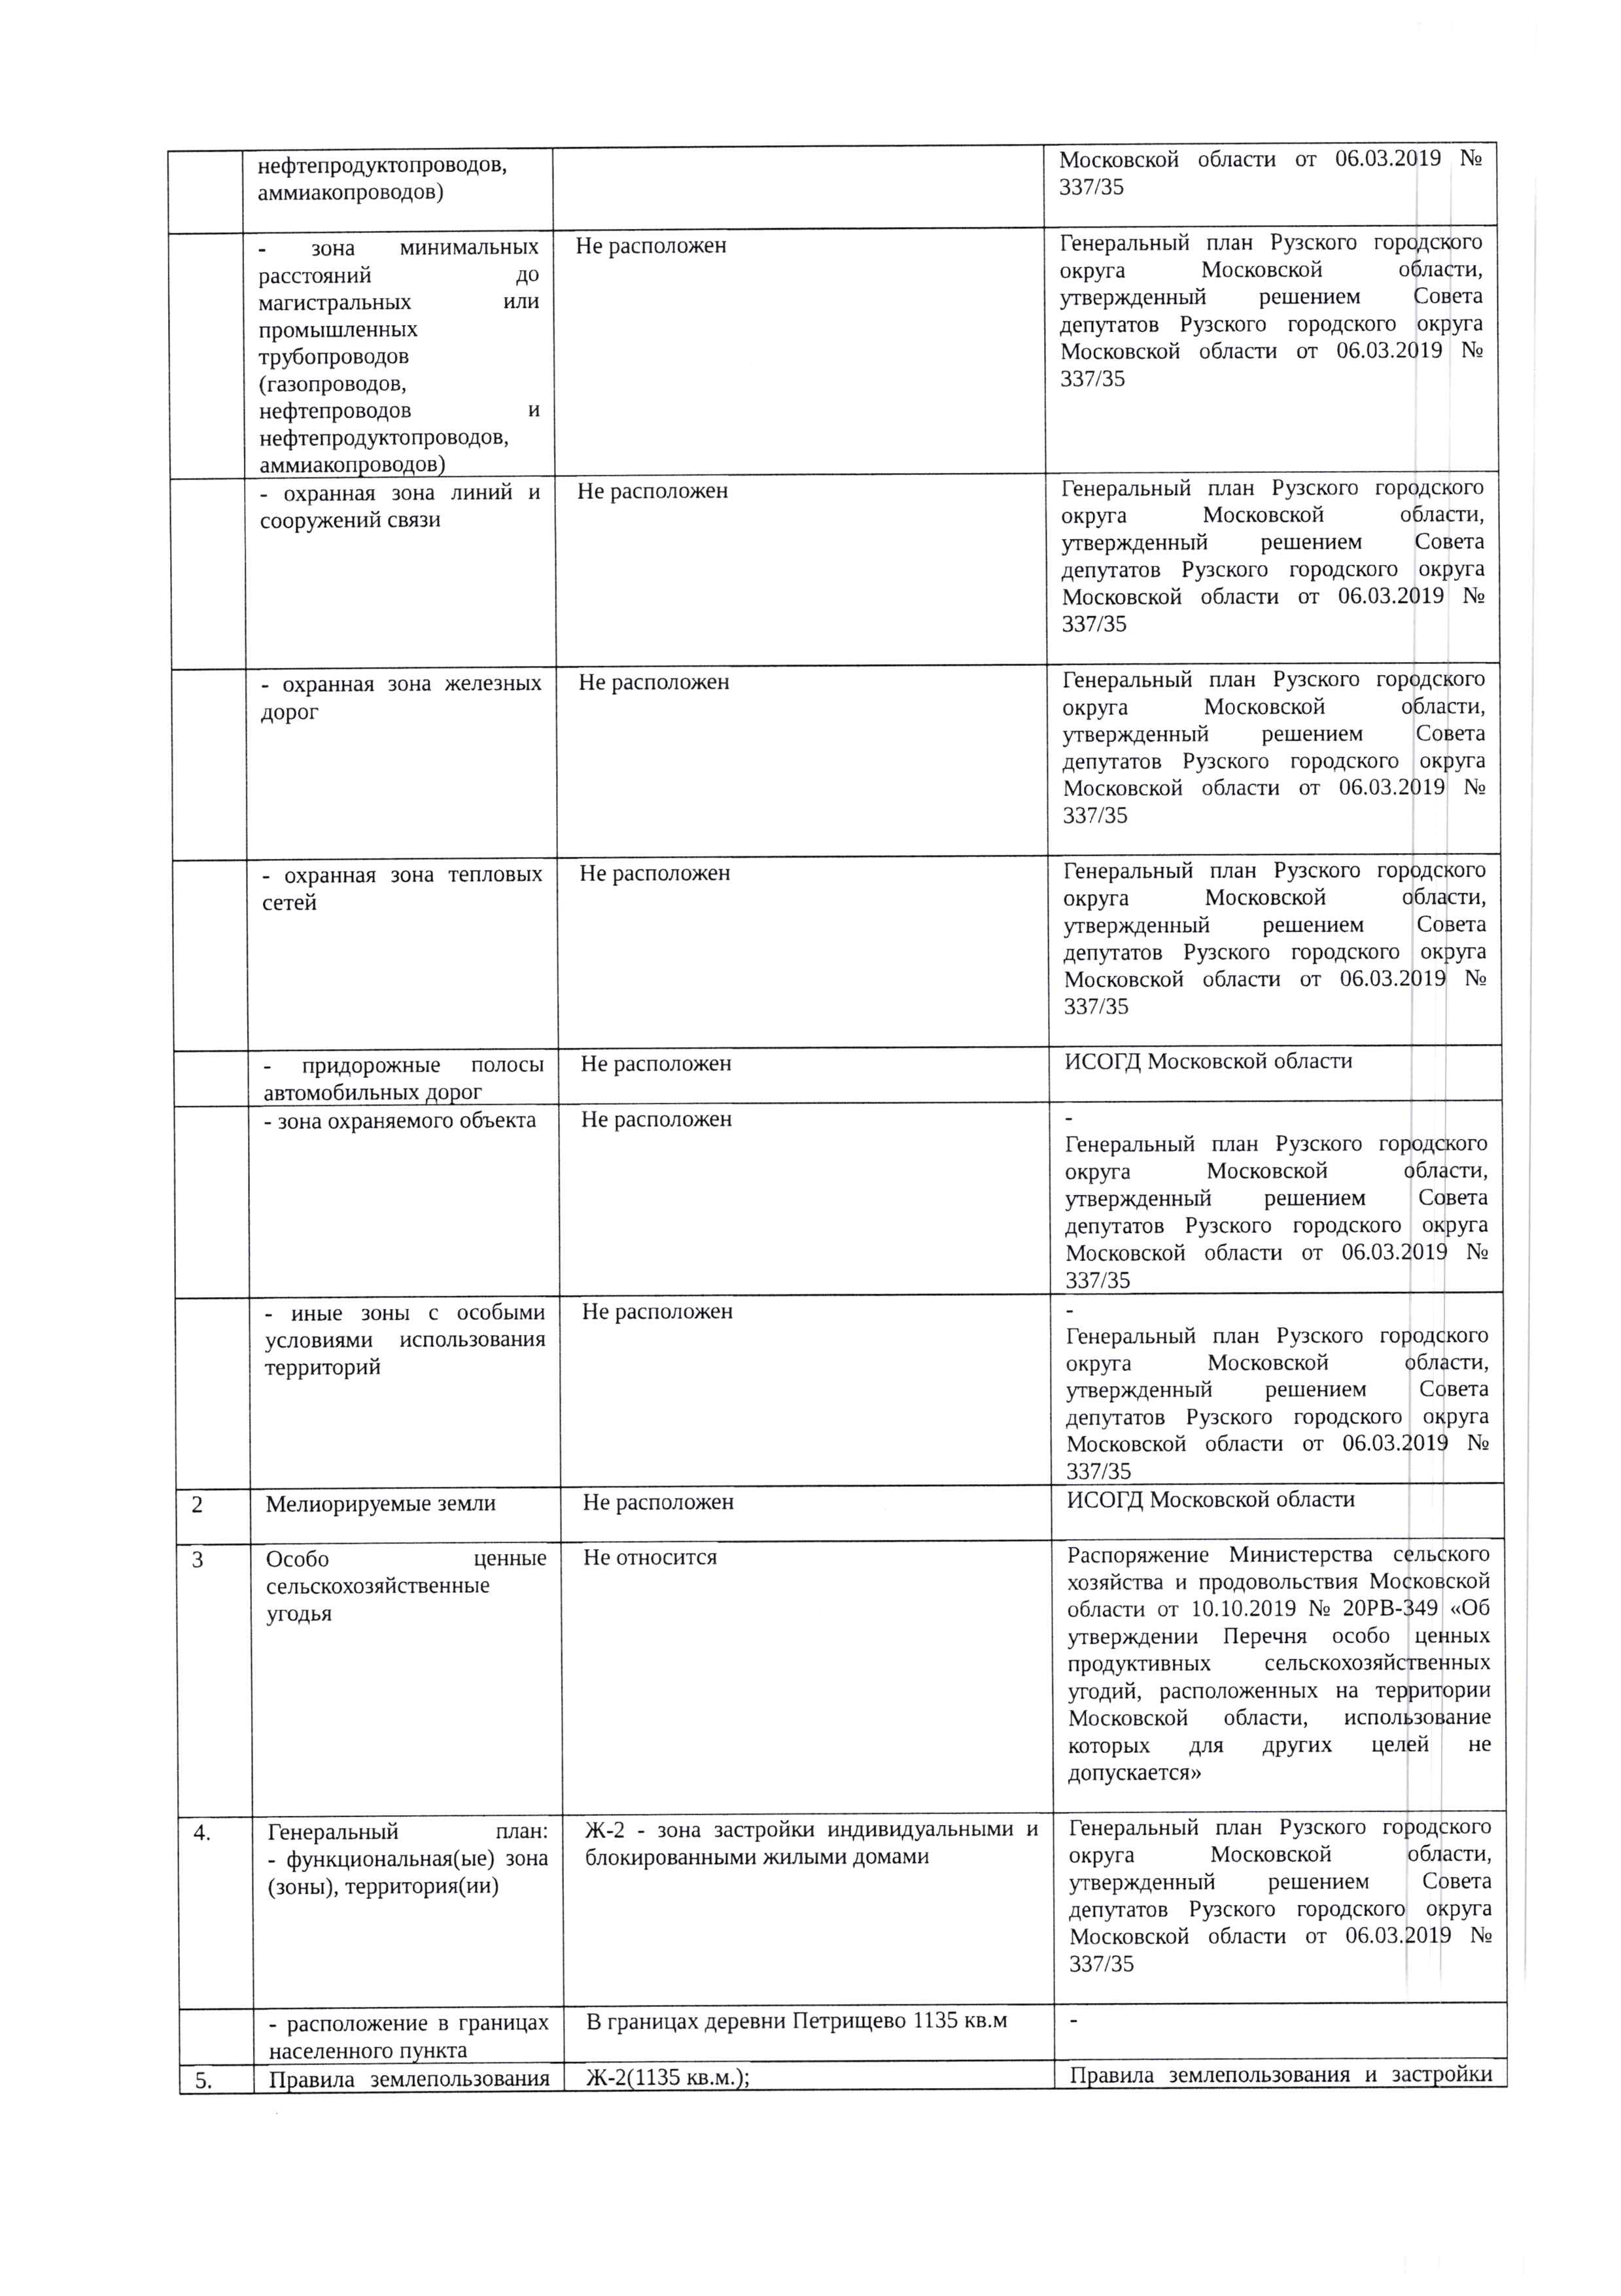 нефтепродуктопроводов,
аммиакопроводов)
Московской области от 06.03.2019 №
337/35
- зона минимальных
расстояний до
магистральных или
промышленных
трубопроводов
(газопроводов,
нефтепроводов и
нефтепродуктопроводов,
аммиакопроводов)
Не расположен
Генеральный план Рузского городского
округа Московской области,
утвержденный решением Совета
депутатов Рузского городского округа
Московской области от 06.03.2019 №
337/35
- охранная зона линий и
сооружений связи
Не расположен
Генеральный план Рузского городского
округа Московской области,
утвержденный решением Совета
депутатов Рузского городского округа
Московской области от 06.03.2019 №
337/35
- охранная зона железных
дорог
Не расположен
Генеральный план Рузского городского
округа Московской области,
утвержденный решением Совета
депутатов Рузского городского округа
Московской области от 06.03.2019 №
337/35
- охранная зона тепловых
сетей
Не расположен
Генеральный план Рузского городского
округа Московской области,
утвержденный решением Совета
депутатов Рузского городского округа
Московской области от 06.03.2019 №
337/35
- придорожные полосы
автомобильных дорог
Не расположен
ИСОГД Московской области
- зона охраняемого объекта
Не расположен
-
Генеральный план Рузского городского
округа Московской области,
утвержденный решением Совета
депутатов Рузского городского округа
Московской области от 06.03.2019 №
337/35
- иные зоны с особыми
условиями использования
территорий
Не расположен
-
Генеральный план Рузского городского
округа Московской области,
утвержденный решением Совета
депутатов Рузского городского округа
Московской области от 06.03.2019 №
337/35
2
Мелиорируемые земли
Не расположен
ИСОГД Московской области
3
Особо ценные
сельскохозяйственные
угодья
Не относится
Распоряжение Министерства сельского
хозяйства и продовольствия Московской
области от 10.10.2019 № 20РВ-349 «Об
утверждении Перечня особо ценных
продуктивных сельскохозяйственных
угодий, расположенных на территории
Московской области, использование
которых для других целей не
допускается»
4.
Генеральный план:
- функциональная(ые) зона
(зоны), территория(ии)
Ж-2 - зона застройки индивидуальными и
блокированными жилыми домами
Генеральный план Рузского городского
округа Московской области,
утвержденный решением Совета
депутатов Рузского городского округа
Московской области от 06.03.2019 №
337/35
- расположение в границах
населенного пункта
В границах деревни Петрищево 1135 кв.м
-
5.
Правила землепользования
Ж-2(1135 кв.м.);
Правила землепользования и застройки